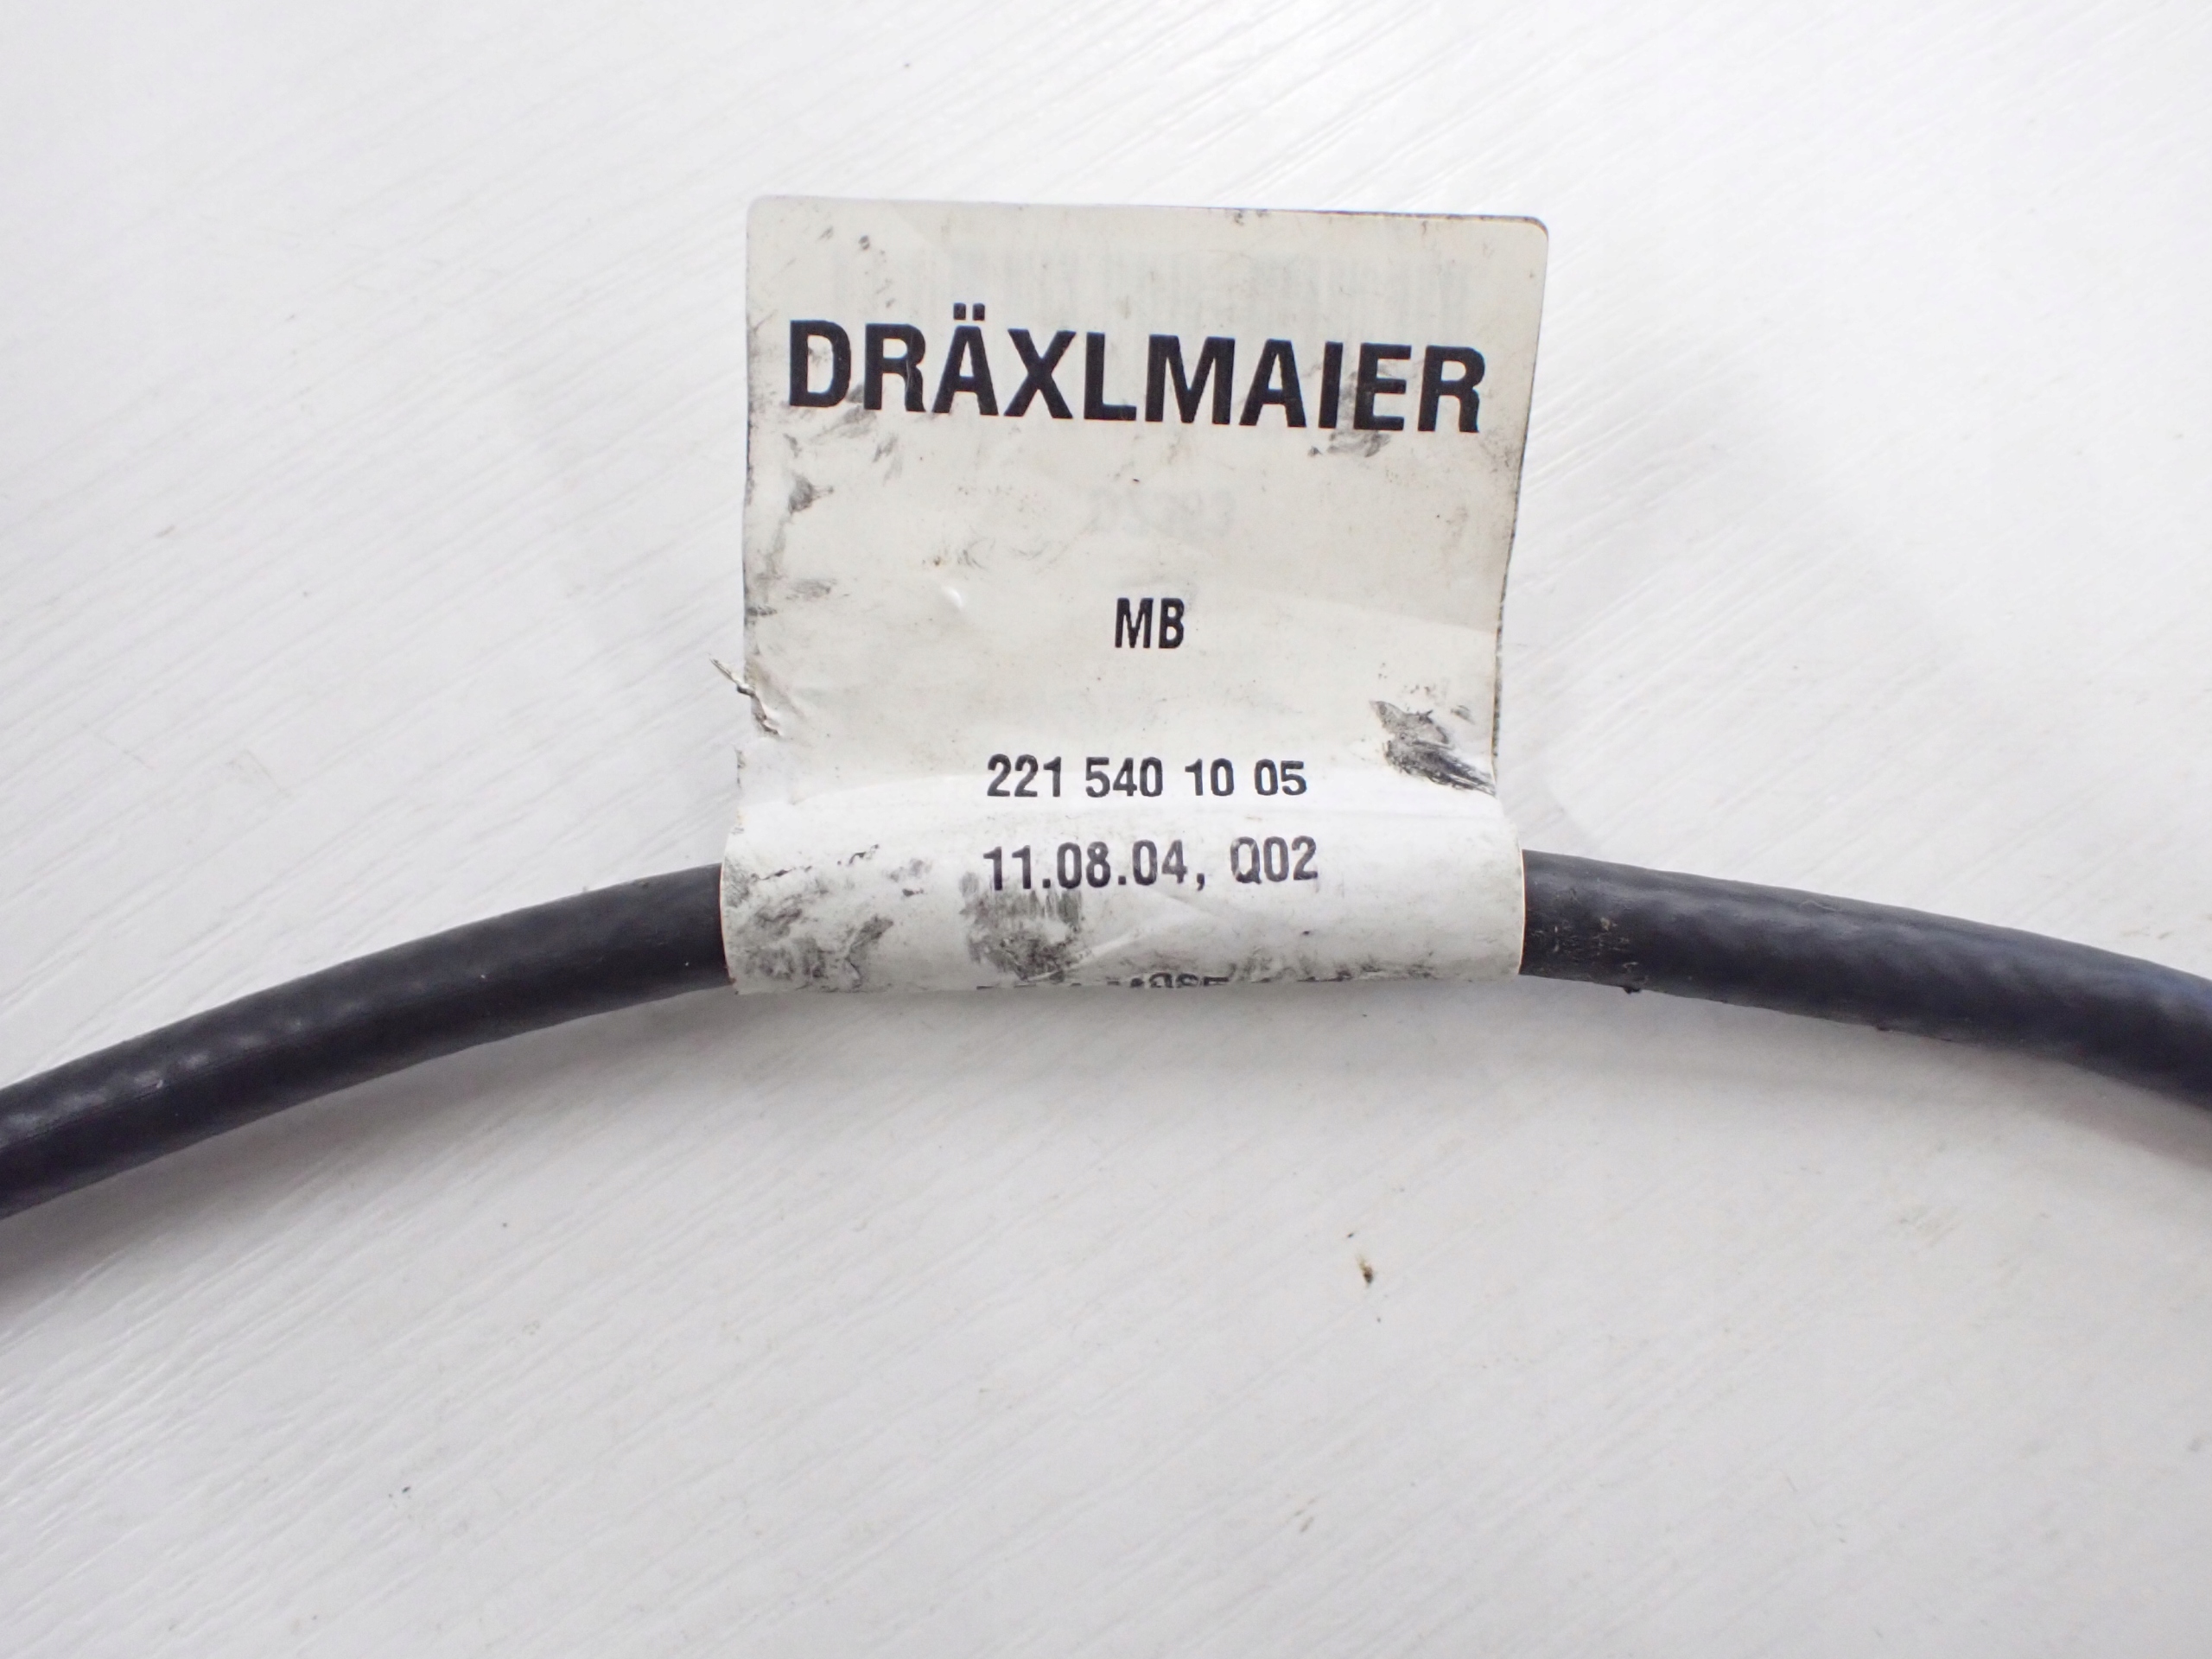 DRÄXLMAIER
MB
221 540 10 05
11.08.04, Q02